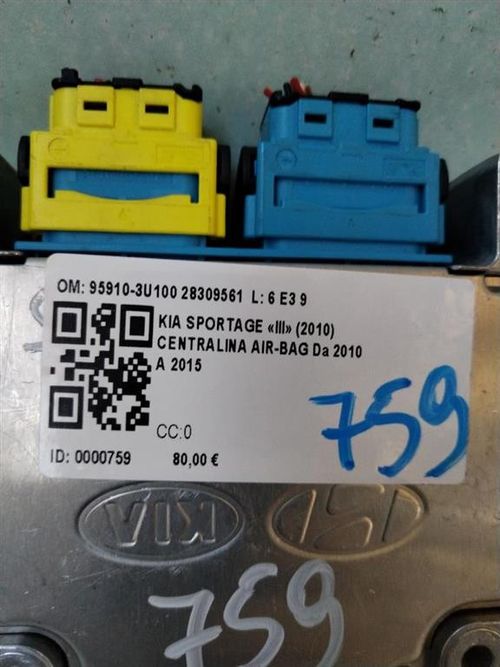 OM: 95910-3U100 28309561 L: 6 E3 9
KIA SPORTAGE «III» (2010)
CENTRALINA AIR-BAG Da 2010
A 2015
759
CC:0
ID: 0000759 80,00 €
KIA
759